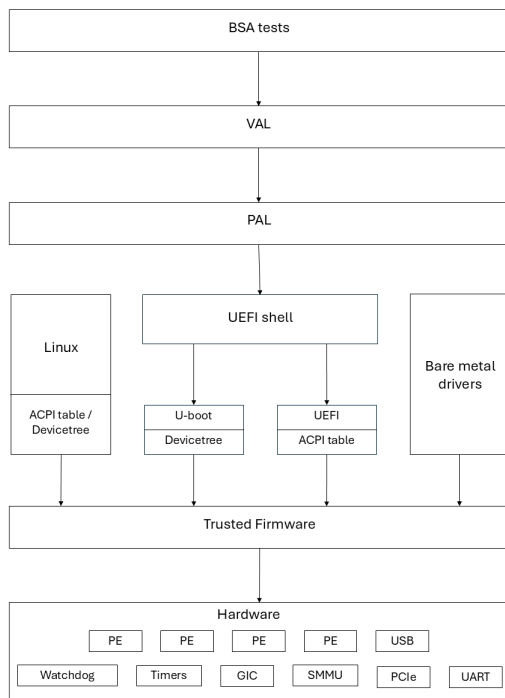 BSA tests
VAL
PAL
Linux
ACPI table /
Devicetree
UEFI shell
U-boot
Devicetree
UEFI
ACPI table
Bare metal
drivers
Trusted Firmware
Hardware
PE
PE
PE
PE
USB
Watchdog
Timers
GIC
SMMU
PCIe
UART